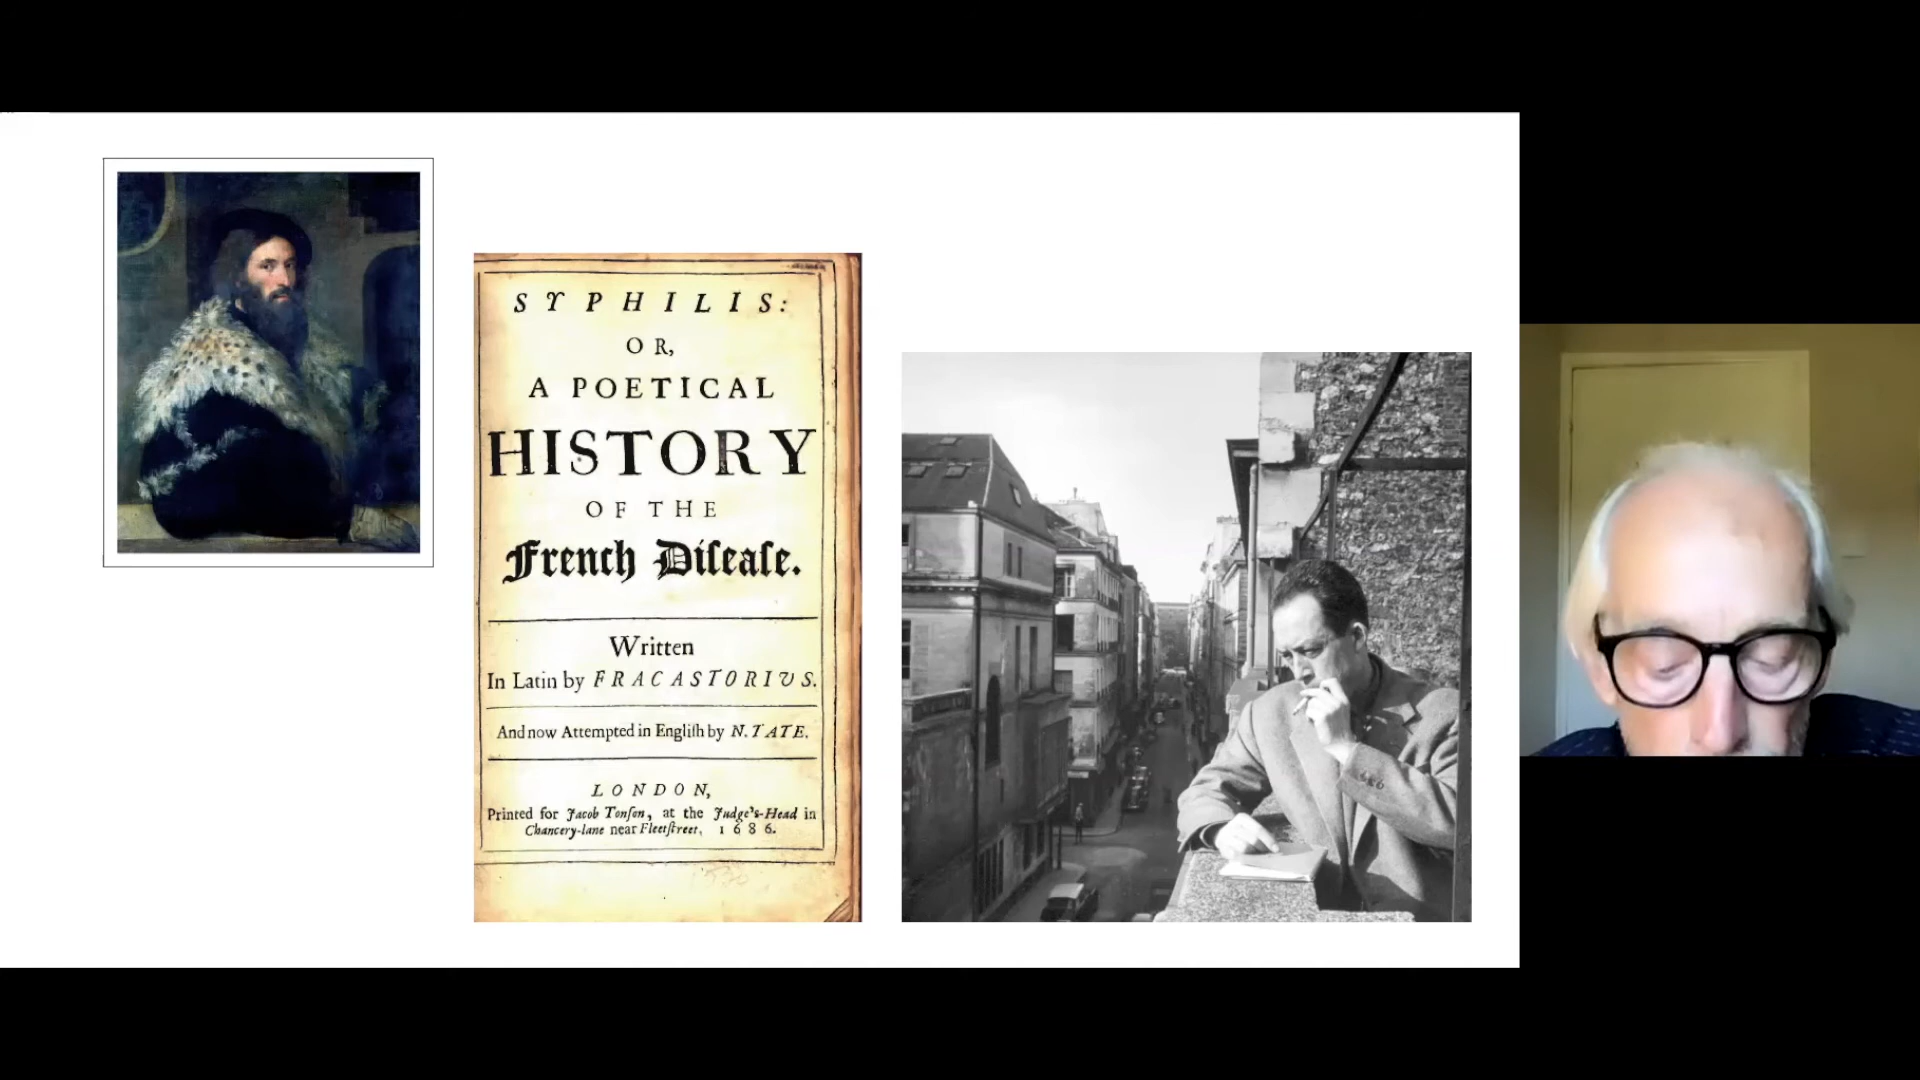 SYPHILIS:
OR,
A POETICAL
HISTORY
OF THE
French Diſeaſe.
Written
In Latin by FRACASTORIVS.
And now Attempted in Engliſh by N. TATE.
LONDON,
Printed for Jacob Tonſon, at the Judge's-Head in
Chancery-lane near Fleetſtreet, 1686.